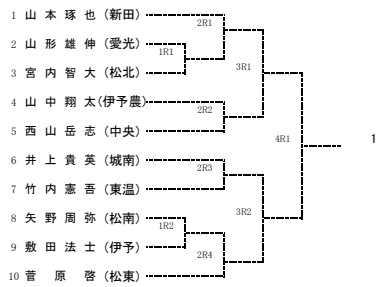 1 山 本 琢 也 (新田)
2R1
2 山 形 雄 伸 (愛光)
1R1
3 宮 内 智 大 (松北)
3R1
4 山 中 翔 太(伊予農)
2R2
5 西 山 岳 志 (中央)
4R1
1
6 井 上 貴 英 (城南)
2R3
7 竹 内 憲 吾 (東温)
3R2
8 矢 野 周 弥 (松南)
1R2
9 敷 田 法 士 (伊予)
2R4
10 菅 原 啓 (松東)